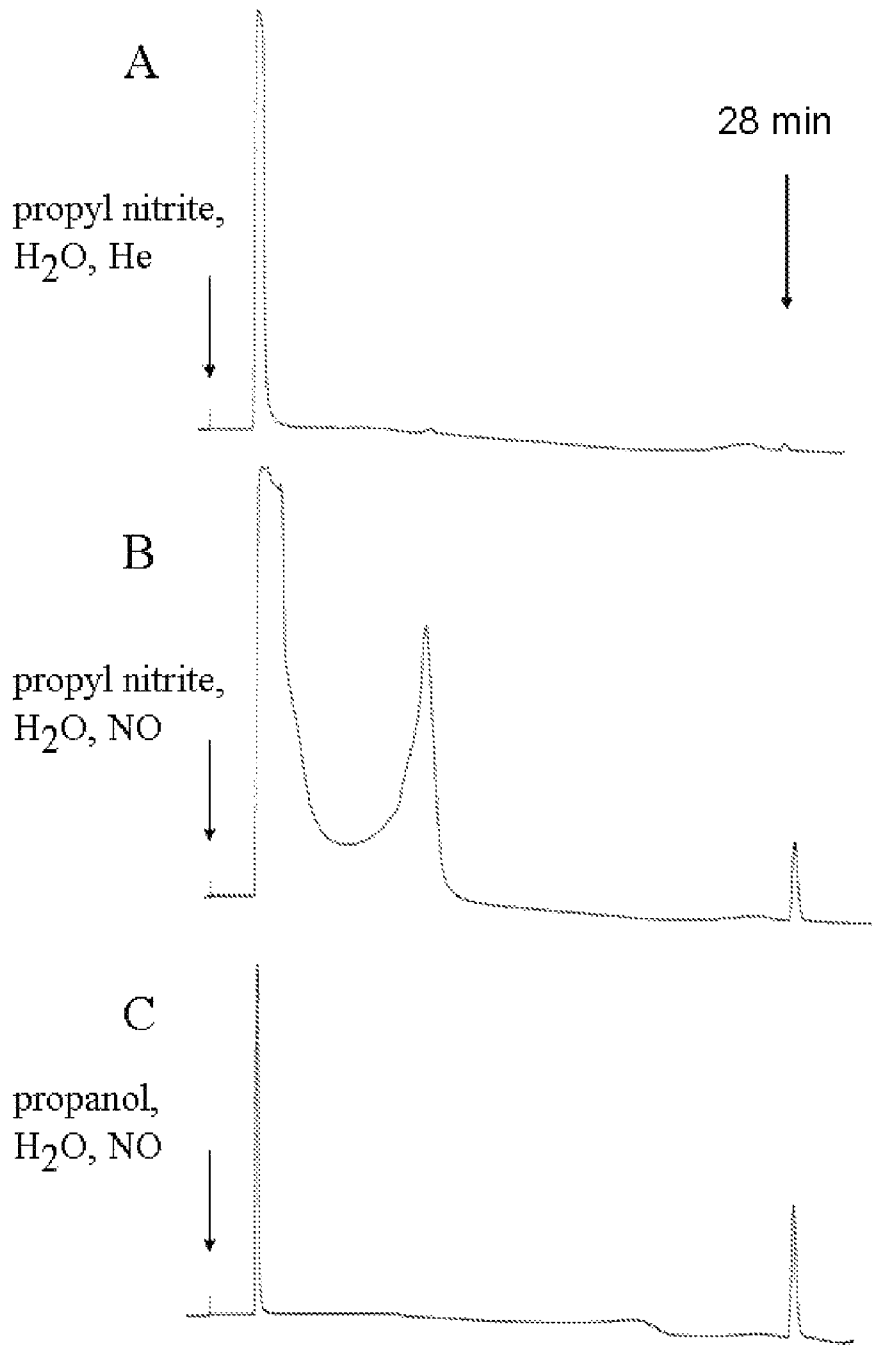 A
28 min
propyl nitrite,
H₂O, He
B
propyl nitrite,
H₂O, NO
C
propanol,
H₂O, NO